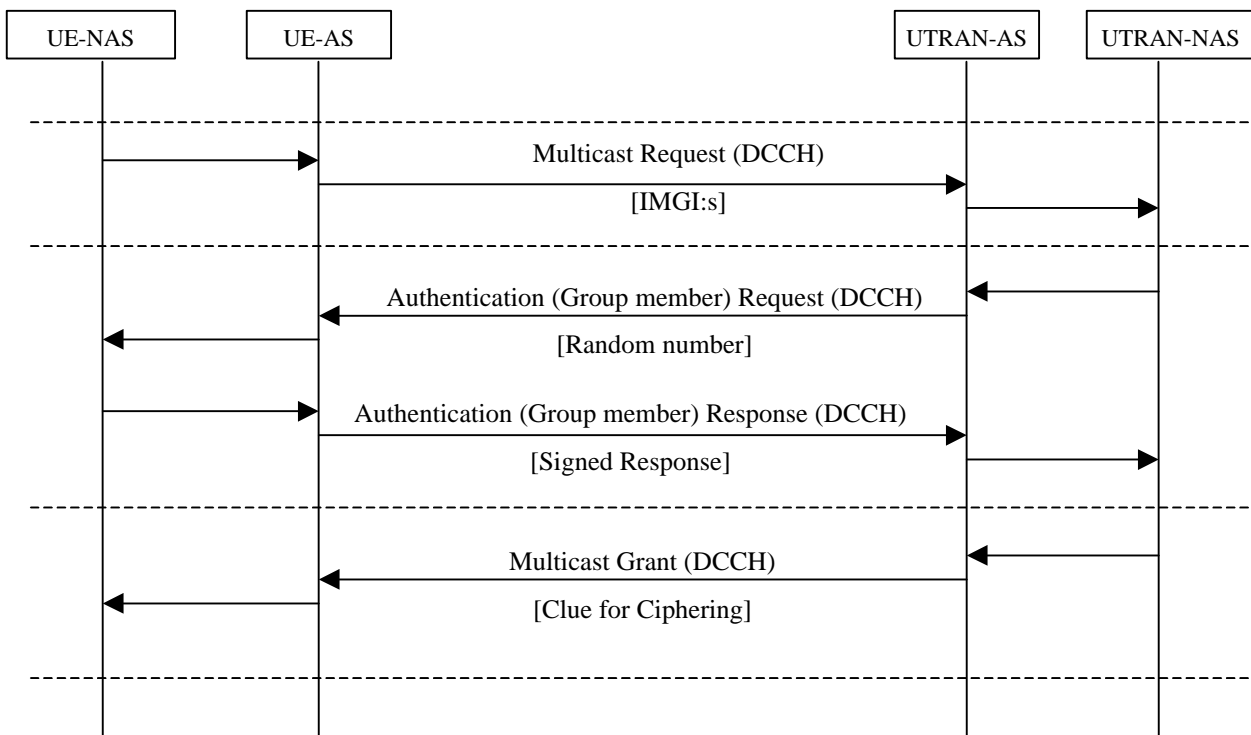 UE-NAS
UE-AS
UTRAN-AS
UTRAN-NAS
Multicast Request (DCCH)
[IMGI:s]
Authentication (Group member) Request (DCCH)
[Random number]
Authentication (Group member) Response (DCCH)
[Signed Response]
Multicast Grant (DCCH)
[Clue for Ciphering]